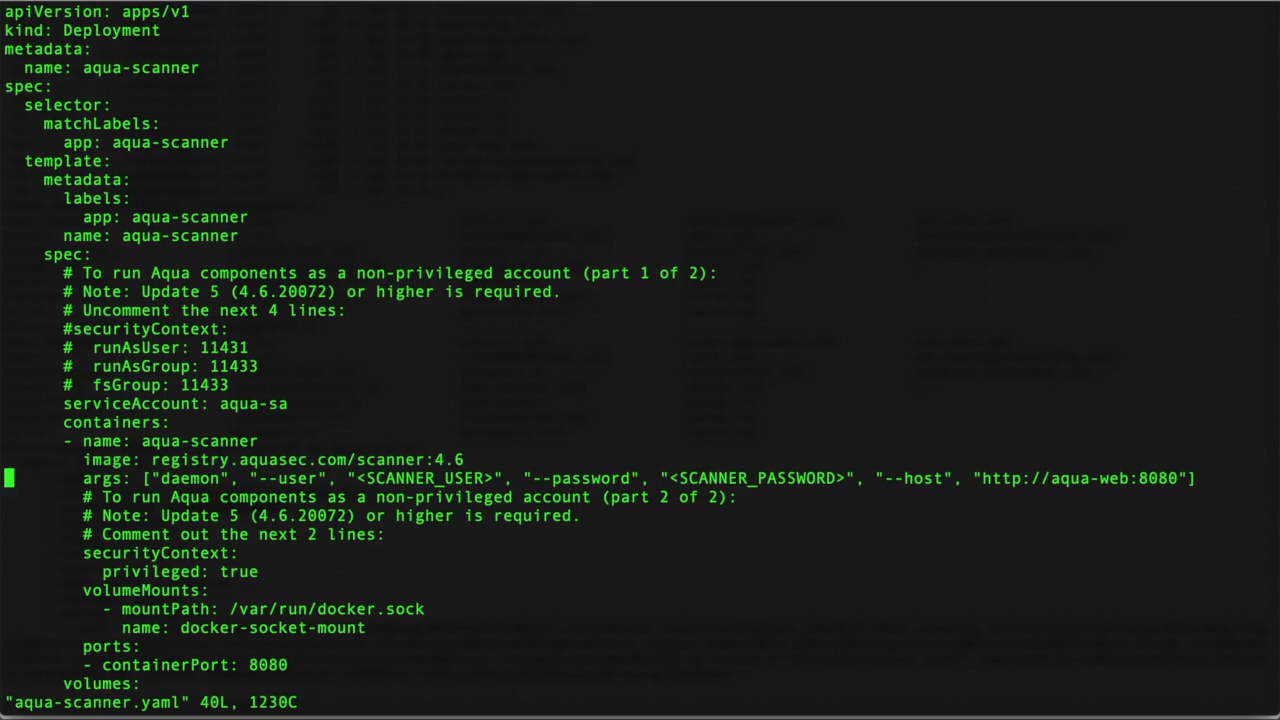 apiVersion: apps/v1
kind: Deployment
metadata:
  name: aqua-scanner
spec:
  selector:
    matchLabels:
      app: aqua-scanner
  template:
    metadata:
      labels:
        app: aqua-scanner
      name: aqua-scanner
    spec:
      # To run Aqua components as a non-privileged account (part 1 of 2):
      # Note: Update 5 (4.6.20072) or higher is required.
      # Uncomment the next 4 lines:
      #securityContext:
      #  runAsUser: 11431
      #  runAsGroup: 11433
      #  fsGroup: 11433
      serviceAccount: aqua-sa
      containers:
      - name: aqua-scanner
        image: registry.aquasec.com/scanner:4.6
        args: ["daemon", "--user", "<SCANNER_USER>", "--password", "<SCANNER_PASSWORD>", "--host", "http://aqua-web:8080"]
        # To run Aqua components as a non-privileged account (part 2 of 2):
        # Note: Update 5 (4.6.20072) or higher is required.
        # Comment out the next 2 lines:
        securityContext:
          privileged: true
        volumeMounts:
          - mountPath: /var/run/docker.sock
            name: docker-socket-mount
        ports:
        - containerPort: 8080
      volumes:
"aqua-scanner.yaml" 40L, 1230C